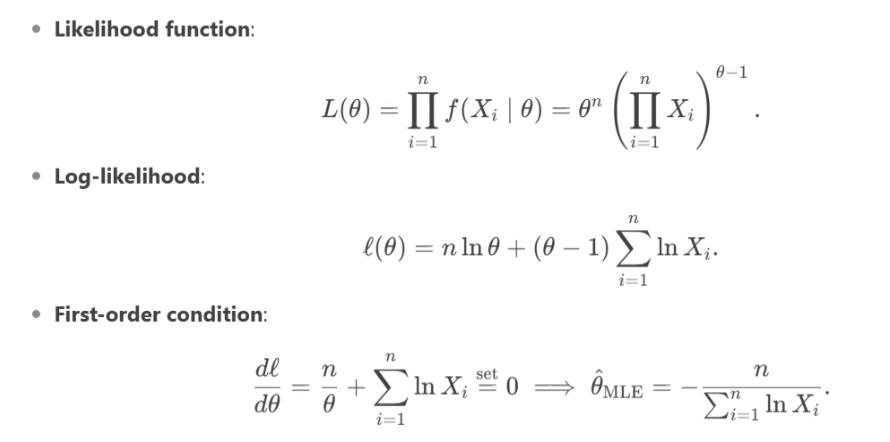 • Likelihood function:
L(θ) = ∏_{i=1}^{n} f(X_i | θ) = θ^n (∏_{i=1}^{n} X_i)^{θ−1} .
• Log-likelihood:
ℓ(θ) = n ln θ + (θ − 1) ∑_{i=1}^{n} ln X_i.
• First-order condition:
dℓ/dθ = n/θ + ∑_{i=1}^{n} ln X_i \stackrel{set}{=} 0 ⟹ θ̂_MLE = − n/(∑_{i=1}^{n} ln X_i).